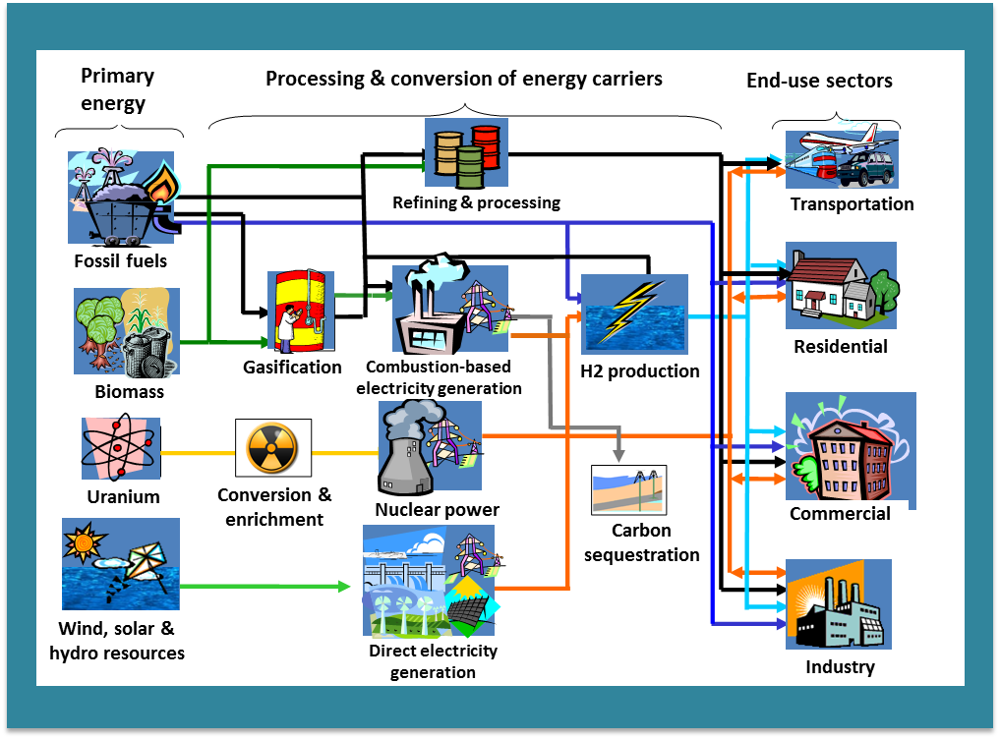 Primary
energy
Processing & conversion of energy carriers
End-use sectors
Refining & processing
Transportation
Fossil fuels
Gasification
Combustion-based
electricity generation
H2 production
Residential
Biomass
Uranium
Conversion &
enrichment
Nuclear power
Carbon
sequestration
Commercial
Wind, solar &
hydro resources
Direct electricity
generation
Industry